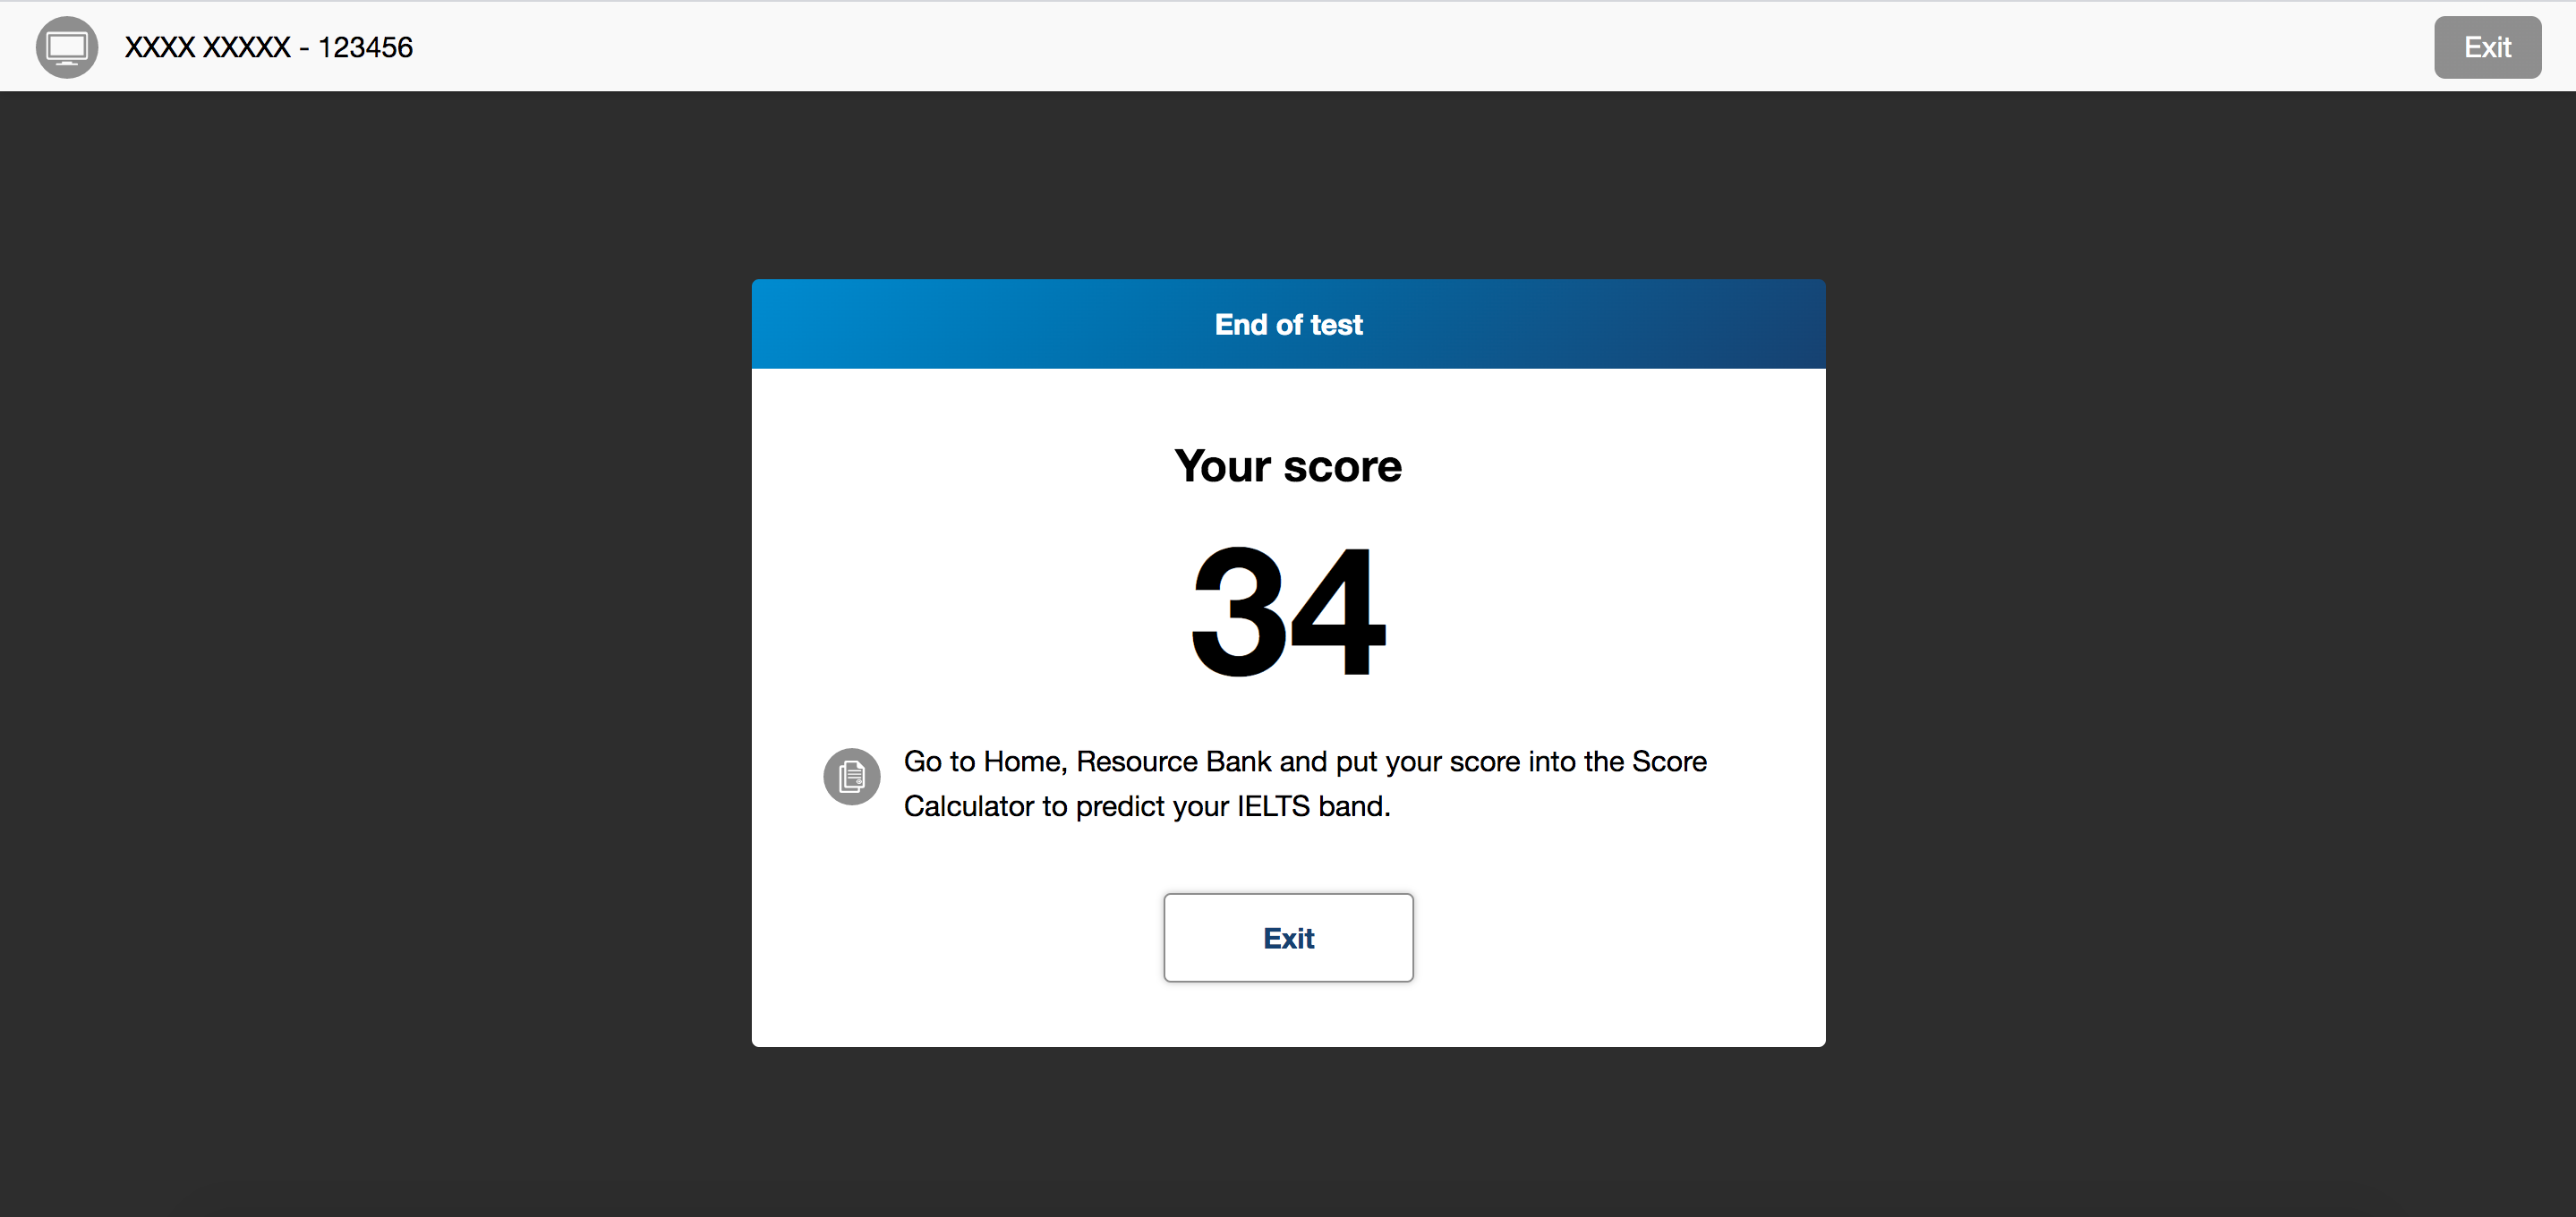 XXXX XXXXX - 123456
Exit
End of test
Your score
34
Go to Home, Resource Bank and put your score into the Score
Calculator to predict your IELTS band.
Exit